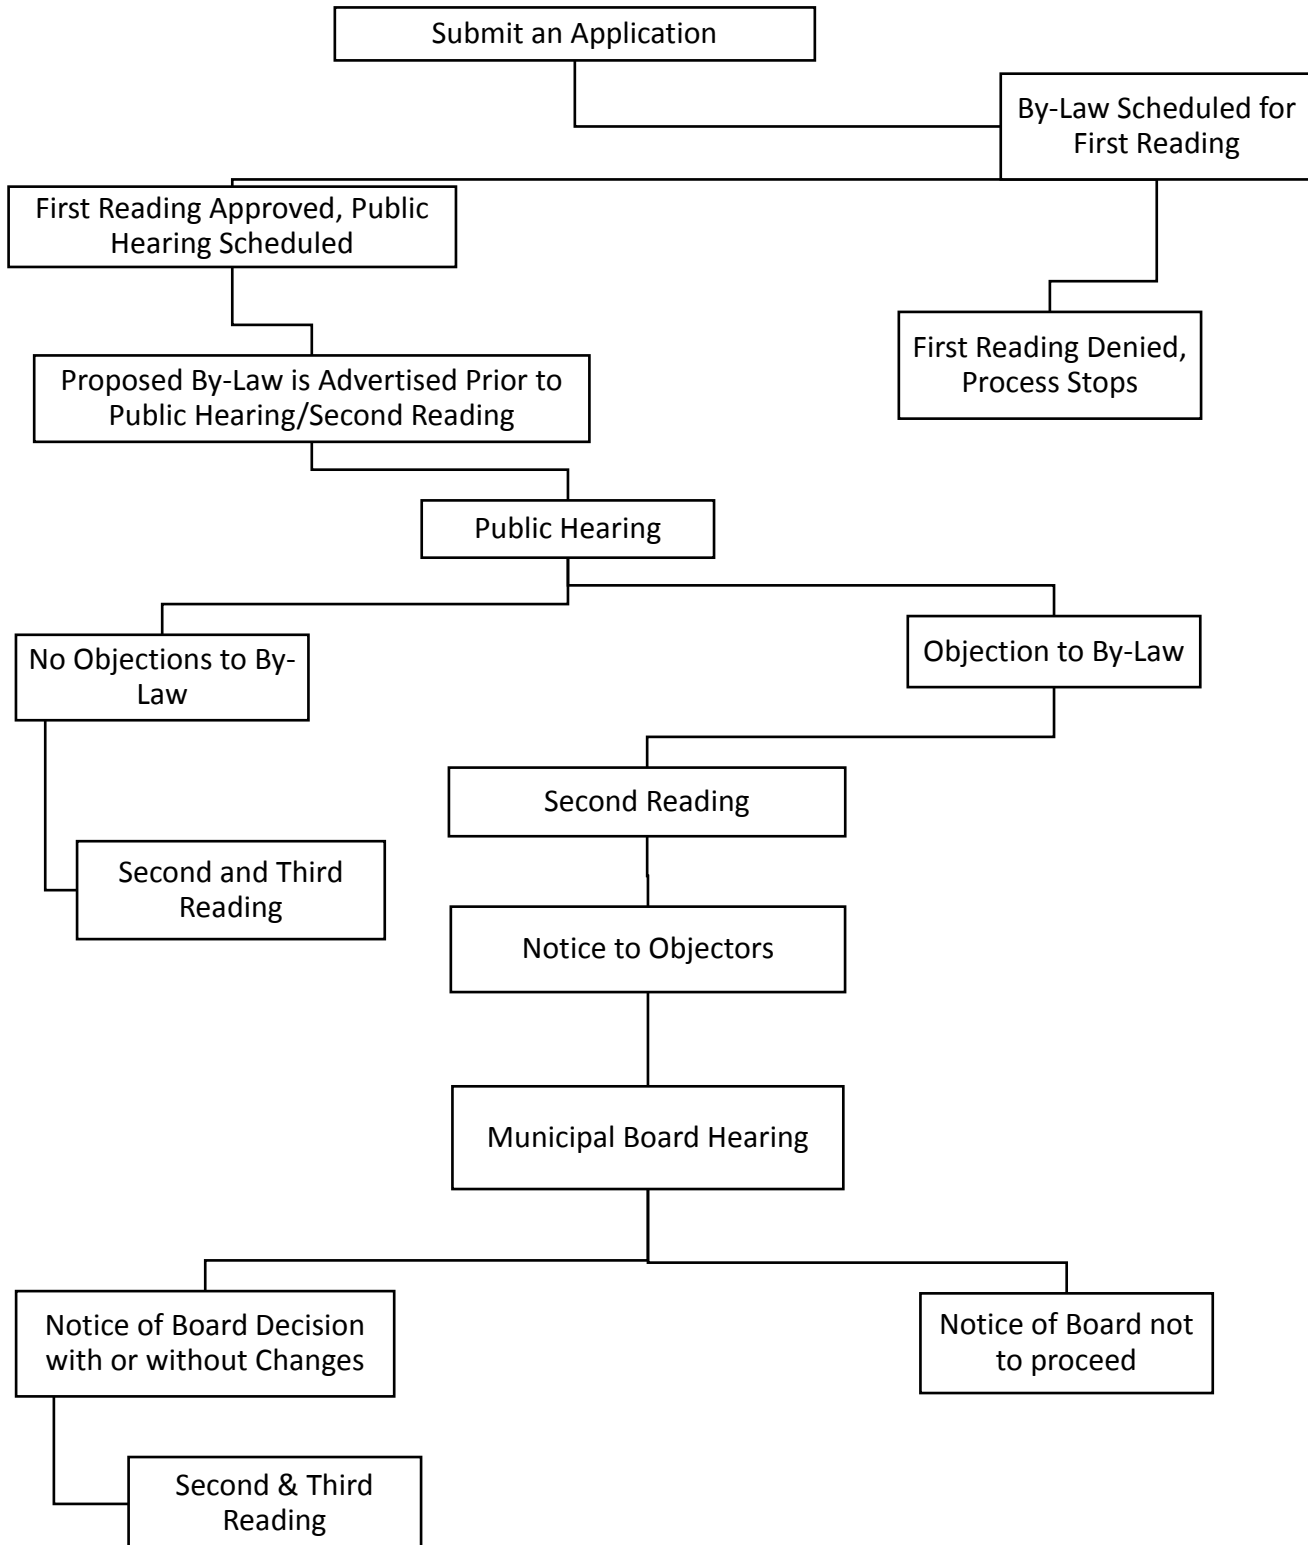 Submit an Application
By-Law Scheduled for
First Reading
First Reading Approved, Public
Hearing Scheduled
First Reading Denied,
Process Stops
Proposed By-Law is Advertised Prior to
Public Hearing/Second Reading
Public Hearing
No Objections to By-
Law
Objection to By-Law
Second Reading
Second and Third
Reading
Notice to Objectors
Municipal Board Hearing
Notice of Board Decision
with or without Changes
Notice of Board not
to proceed
Second & Third
Reading